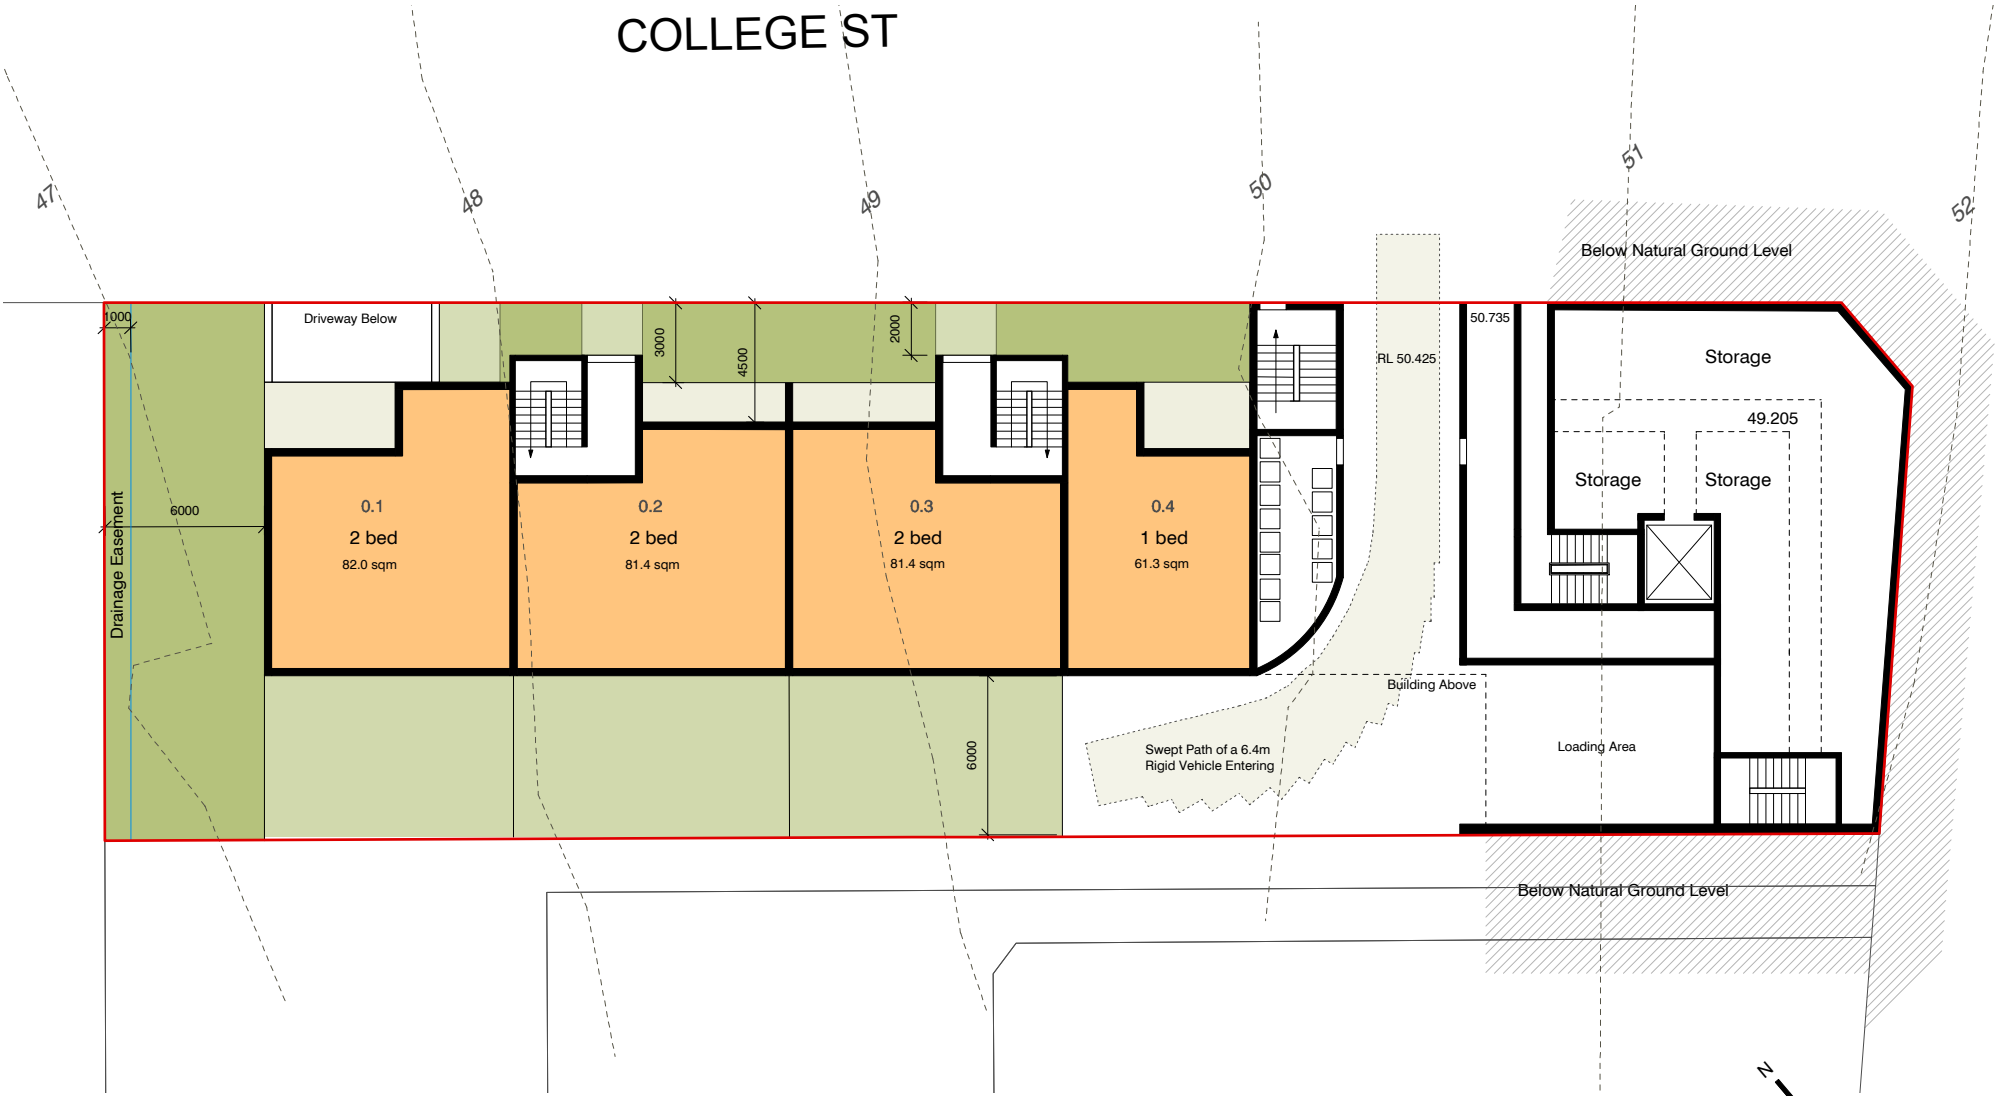 COLLEGE ST
47
48
49
50
51
52
Below Natural Ground Level
1000
Driveway Below
3000
4500
2000
RL 50.425
50.735
Storage
49.205
Storage
Storage
Drainage Easement
6000
0.1
2 bed
82.0 sqm
0.2
2 bed
81.4 sqm
0.3
2 bed
81.4 sqm
0.4
1 bed
61.3 sqm
Building Above
6000
Swept Path of a 6.4m
Rigid Vehicle Entering
Loading Area
Below Natural Ground Level
N